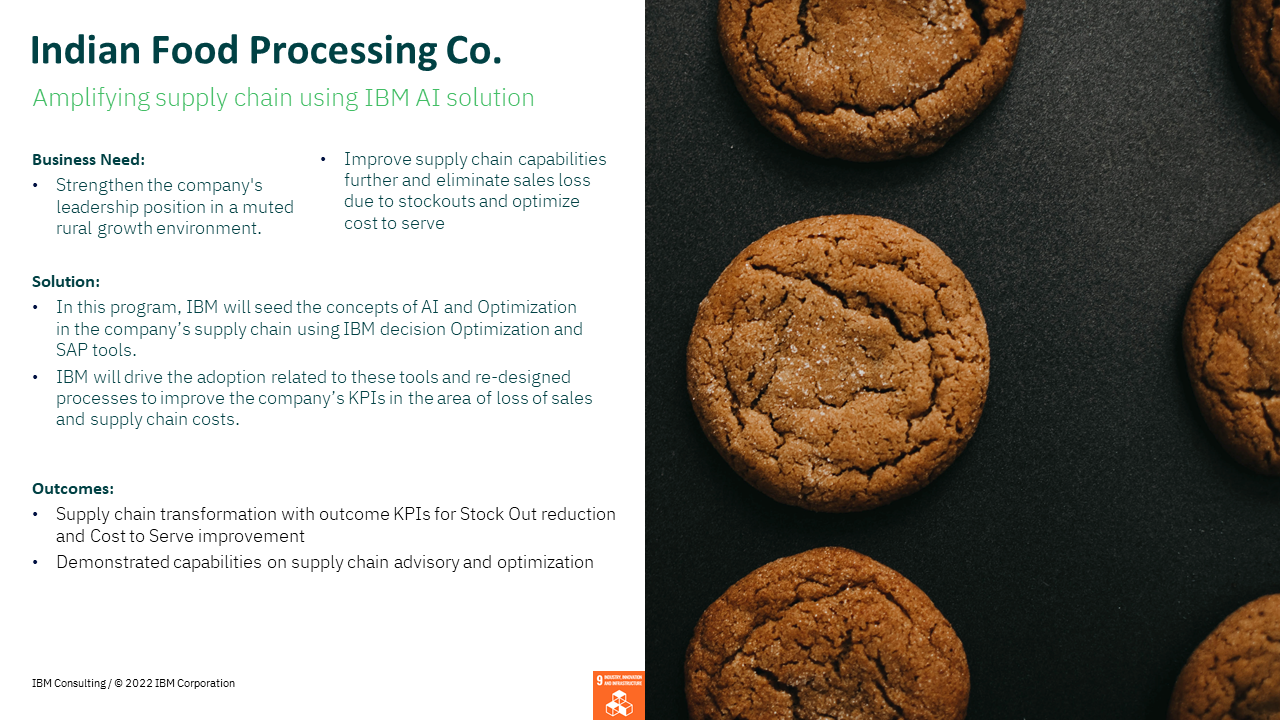 Indian Food Processing Co.
Amplifying supply chain using IBM AI solution
Business Need:
• Strengthen the company's
leadership position in a muted
rural growth environment.
• Improve supply chain capabilities
further and eliminate sales loss
due to stockouts and optimize
cost to serve
Solution:
• In this program, IBM will seed the concepts of AI and Optimization
in the company’s supply chain using IBM decision Optimization and
SAP tools.
• IBM will drive the adoption related to these tools and re-designed
processes to improve the company’s KPIs in the area of loss of sales
and supply chain costs.
Outcomes:
• Supply chain transformation with outcome KPIs for Stock Out reduction
and Cost to Serve improvement
• Demonstrated capabilities on supply chain advisory and optimization
IBM Consulting / © 2022 IBM Corporation
9 INDUSTRY, INNOVATION
AND INFRASTRUCTURE